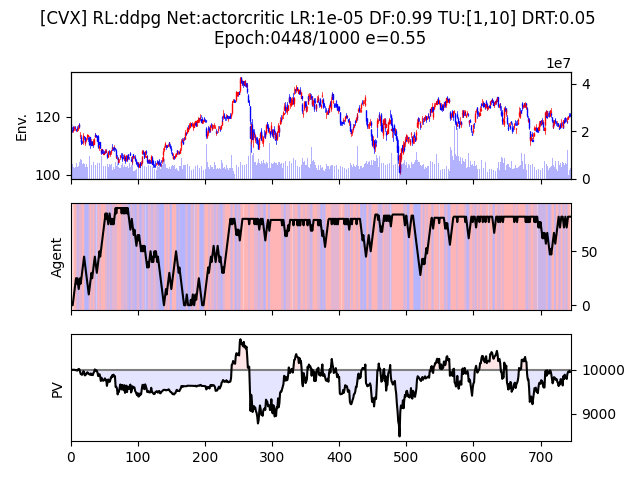 [CVX] RL:ddpg Net:actorcritic LR:1e-05 DF:0.99 TU:[1,10] DRT:0.05
Epoch:0448/1000 e=0.55
1e7
Env.
120
100
4
2
0
Agent
50
0
PV
10000
9000
0 100 200 300 400 500 600 700